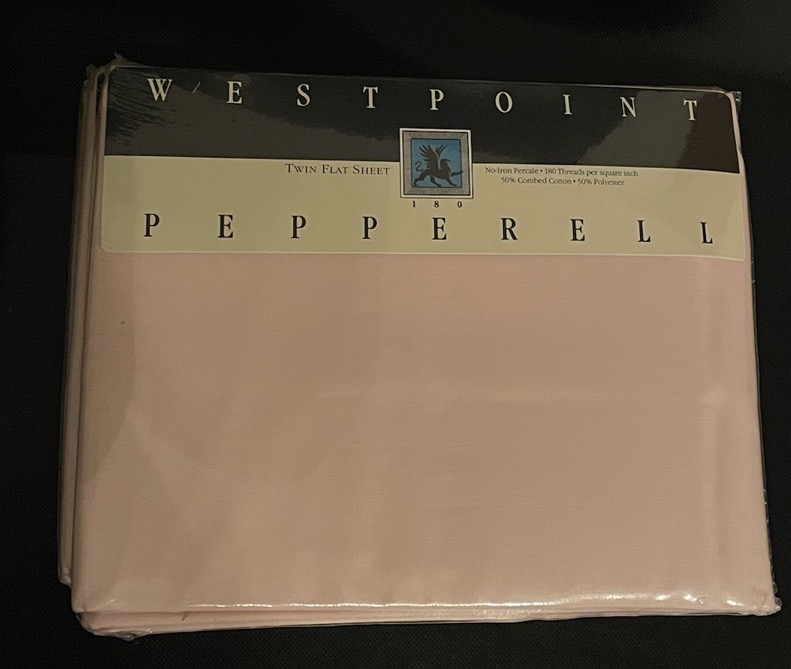 WESTPOINT
TWIN FLAT SHEET
No-Iron Percale • 180 Threads per square inch
50% Combed Cotton • 50% Polyester
180
PEPPERELL